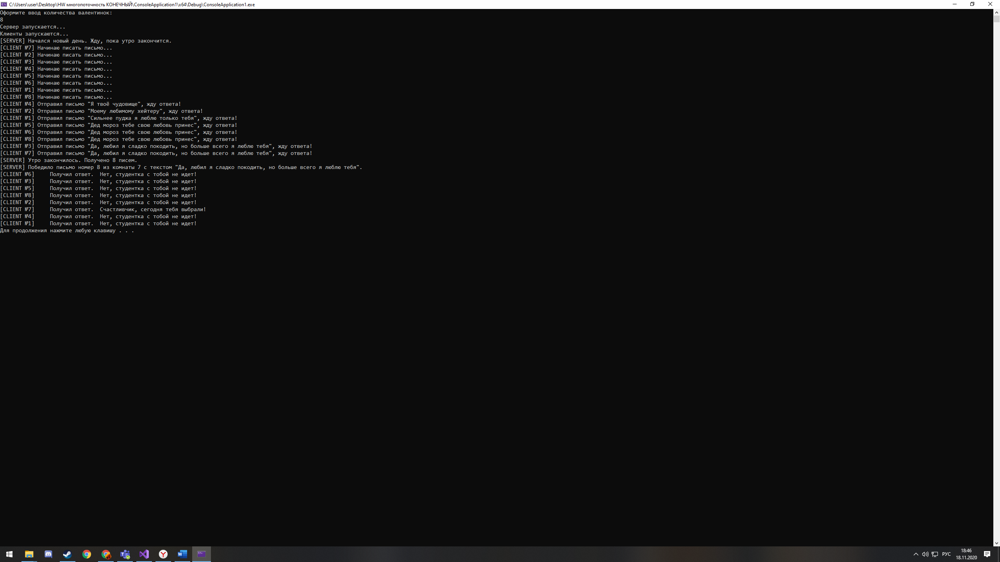 C:\Users\user\Desktop\HW многопоточность КОНЕЧНЫЙ\ConsoleApplication1\x64\Debug\ConsoleApplication1.exe
Оформите ввод количества валентинок:
8
Сервер запускается...
Клиенты запускаются...
[SERVER] Начался новый день. Жду, пока утро закончится.
[CLIENT №7] Начинаю писать письмо...
[CLIENT №2] Начинаю писать письмо...
[CLIENT №3] Начинаю писать письмо...
[CLIENT №4] Начинаю писать письмо...
[CLIENT №5] Начинаю писать письмо...
[CLIENT №6] Начинаю писать письмо...
[CLIENT №1] Начинаю писать письмо...
[CLIENT №8] Начинаю писать письмо...
[CLIENT №4] Отправил письмо "Я твоё чудовище", жду ответа!
[CLIENT №2] Отправил письмо "Моему любимому хейтеру", жду ответа!
[CLIENT №1] Отправил письмо "Сильнее пуджа я люблю только тебя", жду ответа!
[CLIENT №5] Отправил письмо "Дед мороз тебе свою любовь принес", жду ответа!
[CLIENT №6] Отправил письмо "Дед мороз тебе свою любовь принес", жду ответа!
[CLIENT №8] Отправил письмо "Дед мороз тебе свою любовь принес", жду ответа!
[CLIENT №3] Отправил письмо "Да, любил я сладко покодить, но больше всего я люблю тебя", жду ответа!
[CLIENT №7] Отправил письмо "Да, любил я сладко покодить, но больше всего я люблю тебя", жду ответа!
[SERVER] Утро закончилось. Получено 8 писем.
[SERVER] Победило письмо номер 8 из комнаты 7 с текстом "Да, любил я сладко покодить, но больше всего я люблю тебя".
[CLIENT №6]     Получил ответ.  Нет, студентка с тобой не идет!
[CLIENT №3]     Получил ответ.  Нет, студентка с тобой не идет!
[CLIENT №5]     Получил ответ.  Нет, студентка с тобой не идет!
[CLIENT №8]     Получил ответ.  Нет, студентка с тобой не идет!
[CLIENT №2]     Получил ответ.  Нет, студентка с тобой не идет!
[CLIENT №7]     Получил ответ.  Счастливчик, сегодня тебя выбрали!
[CLIENT №4]     Получил ответ.  Нет, студентка с тобой не идет!
[CLIENT №1]     Получил ответ.  Нет, студентка с тобой не идет!
Для продолжения нажмите любую клавишу . . .
РУС
18:46
18.11.2020